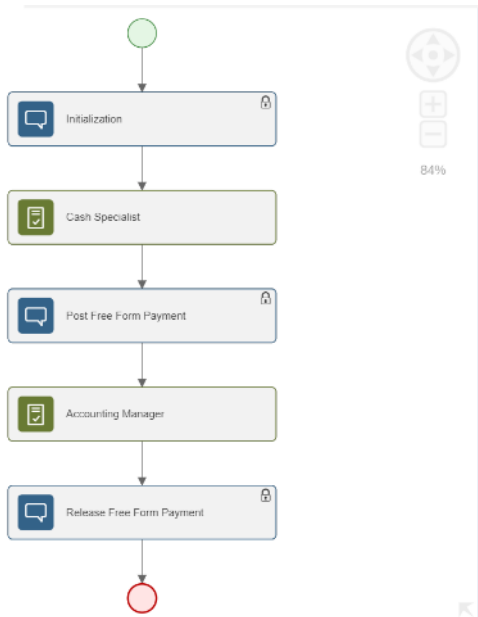 Initialization
84%
Cash Specialist
Post Free Form Payment
Accounting Manager
Release Free Form Payment